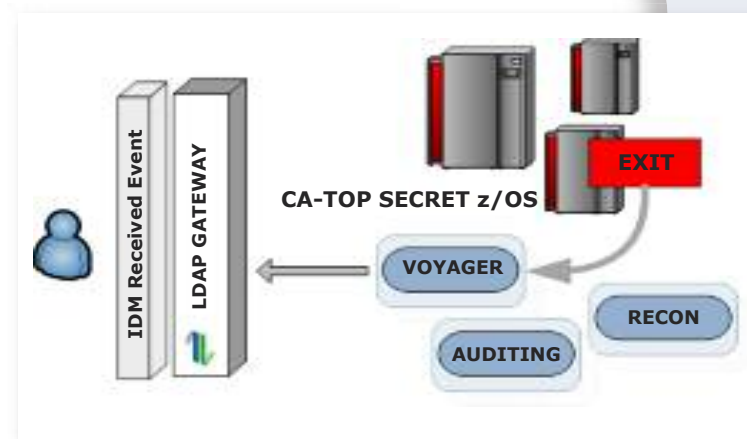 IDM Received Event
LDAP GATEWAY
EXIT
CA-TOP SECRET z/OS
VOYAGER
RECON
AUDITING